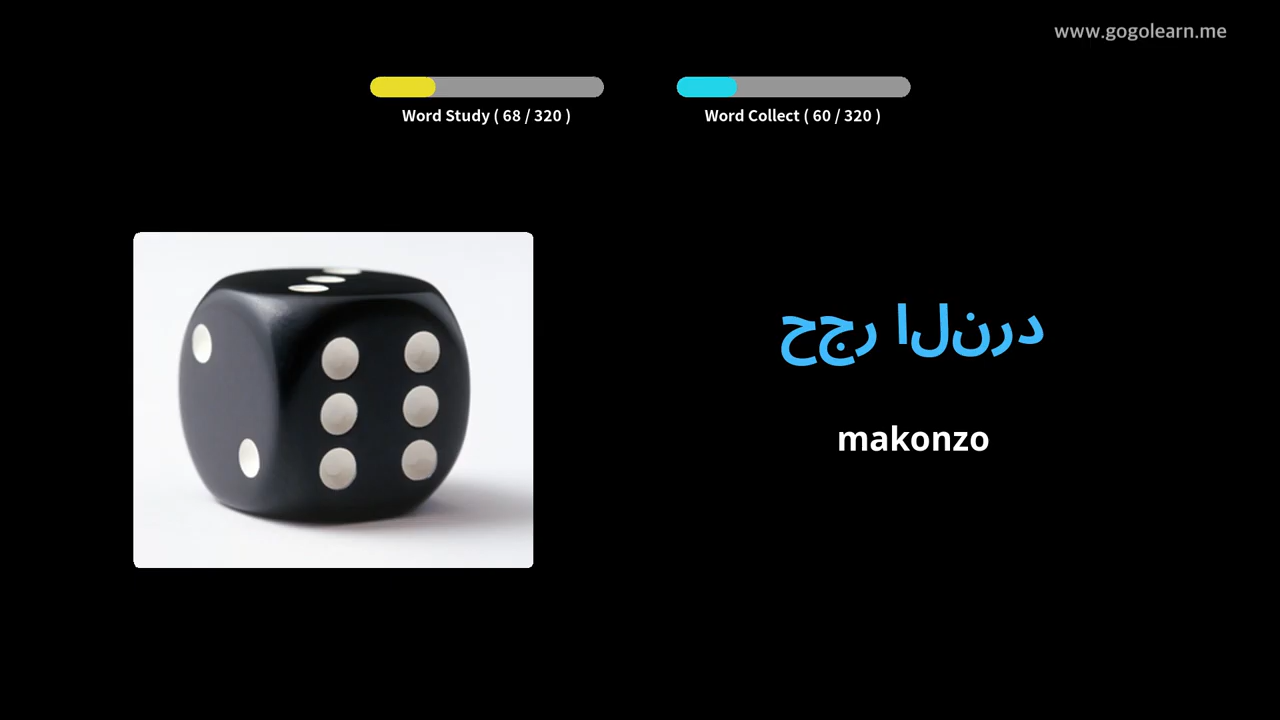 www.gogolearn.me
Word Study ( 68 / 320 )
Word Collect ( 60 / 320 )
حجر النرد
makonzo